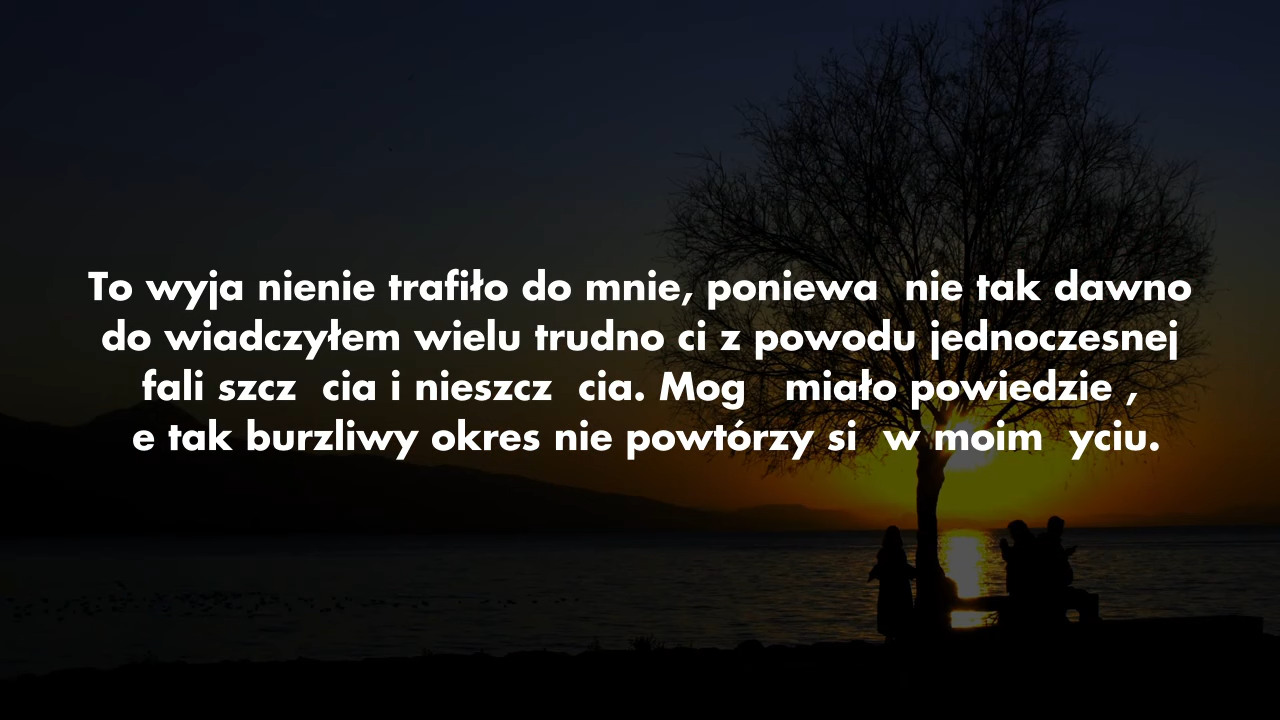 To wyja nienie trafiło do mnie, poniewa  nie tak dawno
do wiadczyłem wielu trudno ci z powodu jednoczesnej
fali szcz  cia i nieszcz  cia. Mog   miało powiedzie ,
e tak burzliwy okres nie powtórzy si  w moim  yciu.